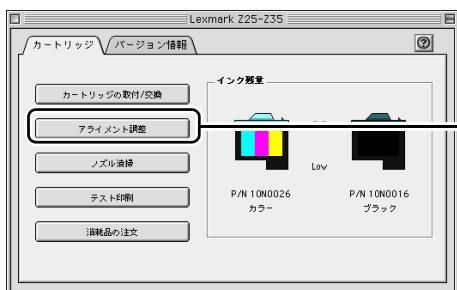 Lexmark Z25-Z35
カートリッジ
バージョン情報
?
カートリッジの取付/交換
アライメント調整
ノズル清掃
テスト印刷
消耗品の注文
インク残量
Low
P/N 10N0026
カラー
P/N 10N0016
ブラック